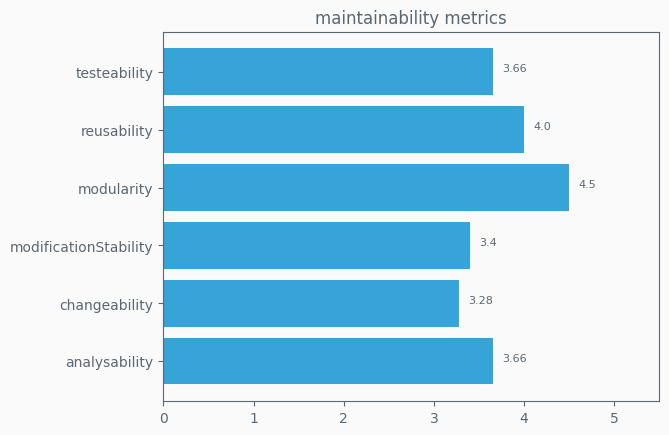 maintainability metrics
testeability 3.66
reusability 4.0
modularity 4.5
modificationStability 3.4
changeability 3.28
analysability 3.66
0 1 2 3 4 5